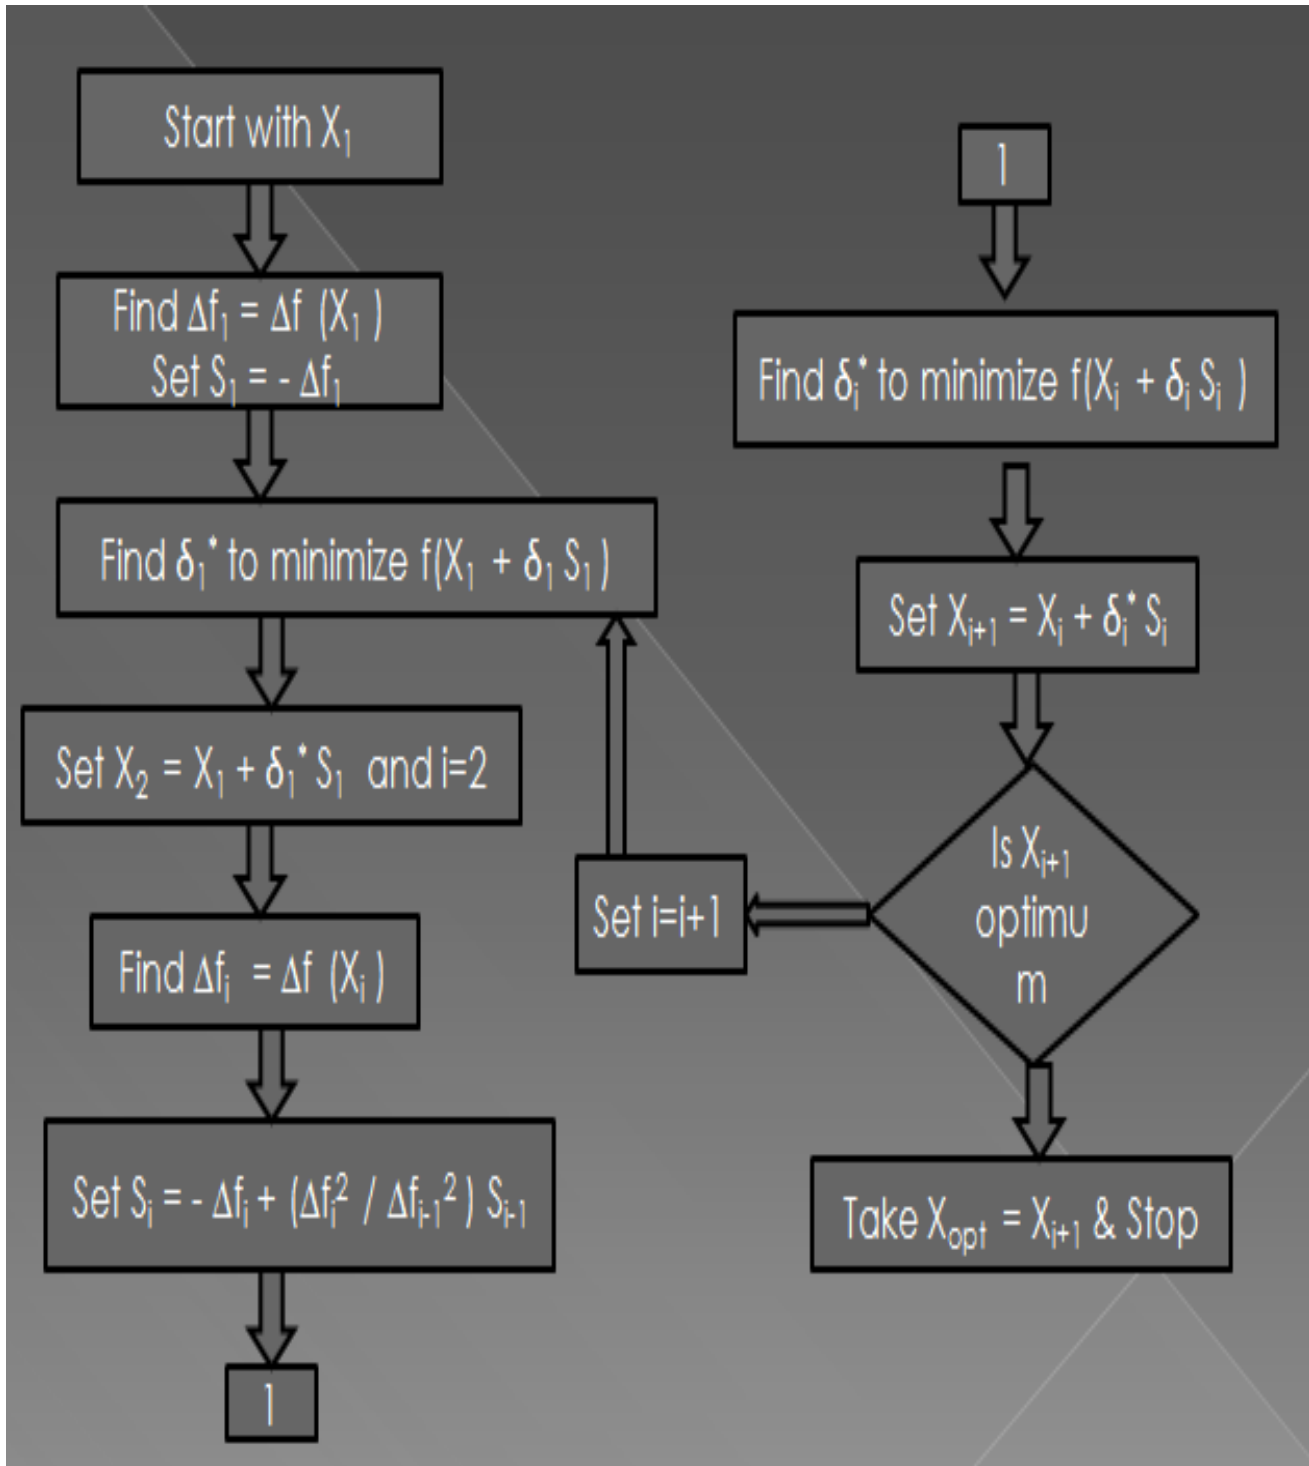 Start with X₁
Find Δf₁ = Δf (X₁ )
Set S₁ = - Δf₁
Find δ₁* to minimize f(X₁ + δ₁ S₁ )
Set X₂ = X₁ + δ₁* S₁ and i=2
Find Δfᵢ = Δf (Xᵢ )
Set Sᵢ = - Δfᵢ + (Δfᵢ² / Δfᵢ₋₁² ) Sᵢ₋₁
1
1
Find δᵢ* to minimize f(Xᵢ + δᵢ Sᵢ )
Set Xᵢ₊₁ = Xᵢ + δᵢ* Sᵢ
Is Xᵢ₊₁
optimu
m
Set i=i+1
Take Xₒₚₜ = Xᵢ₊₁ & Stop